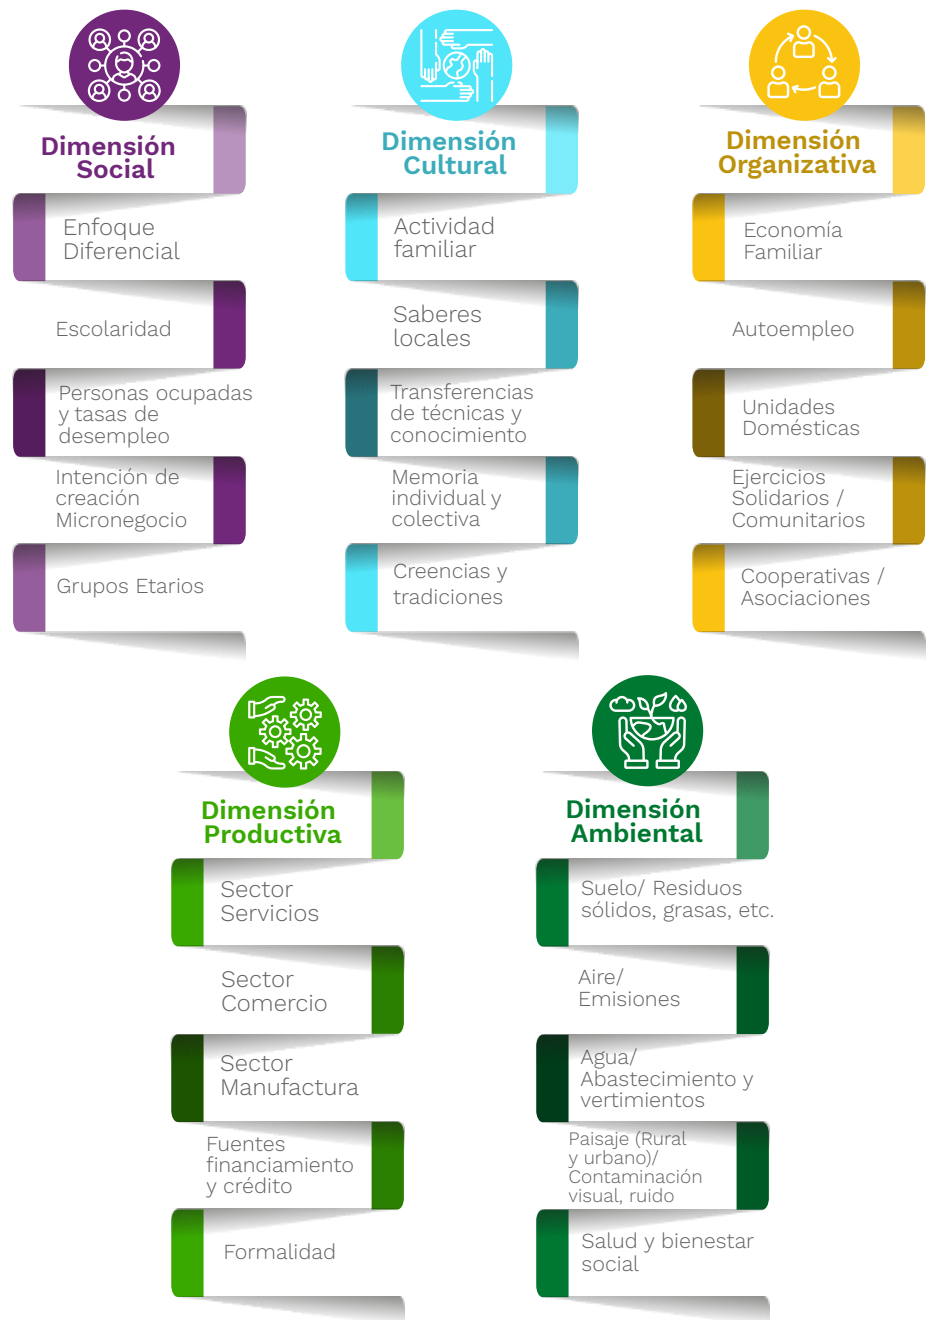 Dimensión
Social
Enfoque
Diferencial
Escolaridad
Personas ocupadas
y tasas de
desempleo
Intención de
creación
Micronegocio
Grupos Etarios
Dimensión
Cultural
Actividad
familiar
Saberes
locales
Transferencias
de técnicas y
conocimiento
Memoria
individual y
colectiva
Creencias y
tradiciones
Dimensión
Organizativa
Economía
Familiar
Autoempleo
Unidades
Domésticas
Ejercicios
Solidarios /
Comunitarios
Cooperativas /
Asociaciones
Dimensión
Productiva
Sector
Servicios
Sector
Comercio
Sector
Manufactura
Fuentes
financiamiento
y crédito
Formalidad
Dimensión
Ambiental
Suelo/ Residuos
sólidos, grasas, etc.
Aire/
Emisiones
Agua/
Abastecimiento y
vertimientos
Paisaje (Rural
y urbano)/
Contaminación
visual, ruido
Salud y bienestar
social